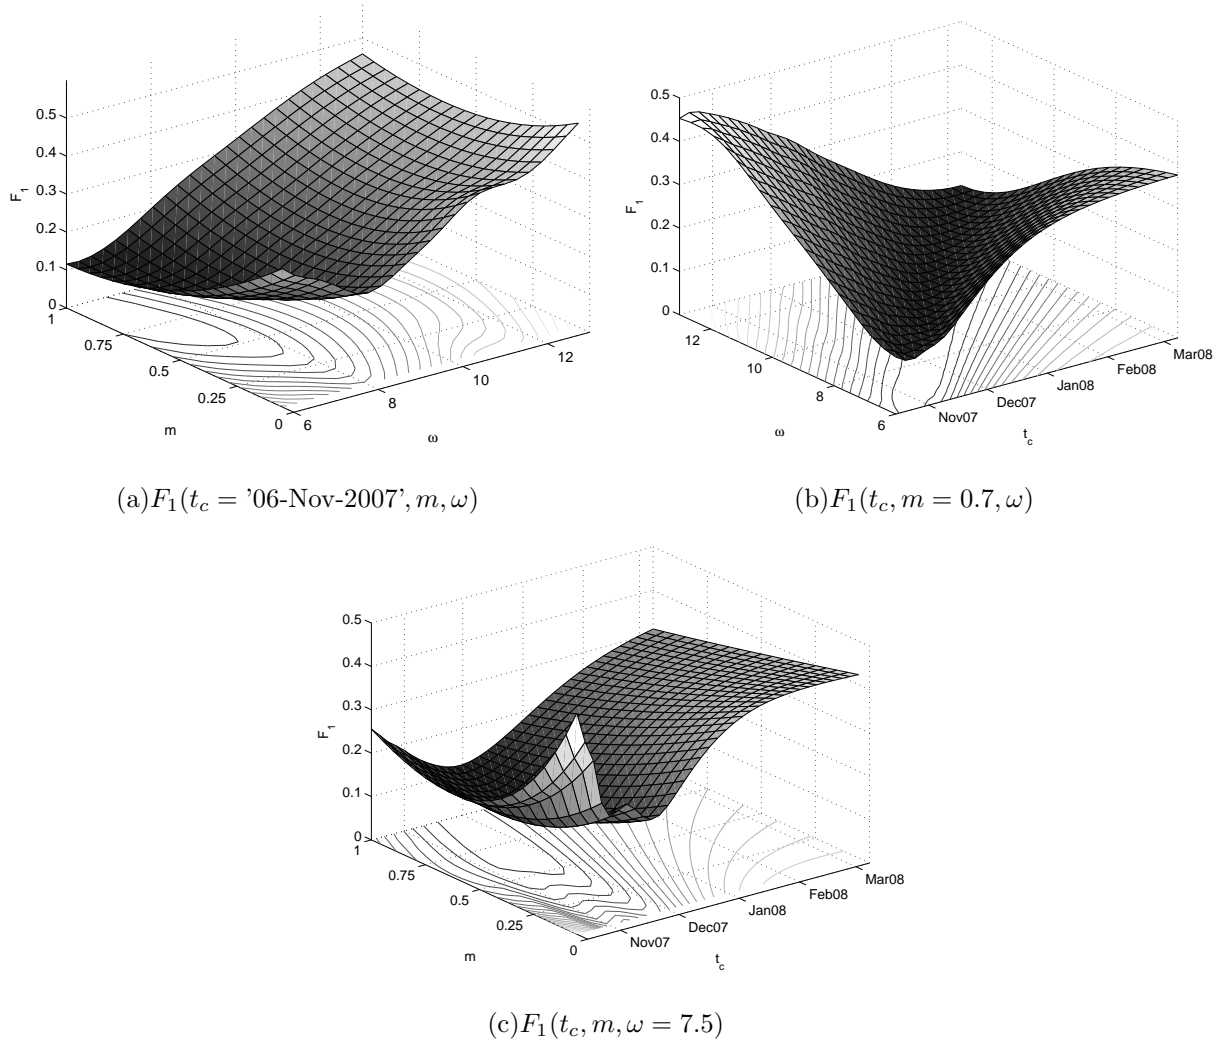 0.5
0.4
0.3
0.2
0.1
0
F1
1
0.75
0.5
0.25
0
m
6
8
10
12
ω
(a)F1(tc = ’06-Nov-2007’, m, ω)
0.5
0.4
0.3
0.2
0.1
0
F1
12
10
8
6
ω
Nov07
Dec07
Jan08
Feb08
Mar08
tc
(b)F1(tc, m = 0.7, ω)
0.5
0.4
0.3
0.2
0.1
0
F1
1
0.75
0.5
0.25
0
m
Nov07
Dec07
Jan08
Feb08
Mar08
tc
(c)F1(tc, m, ω = 7.5)